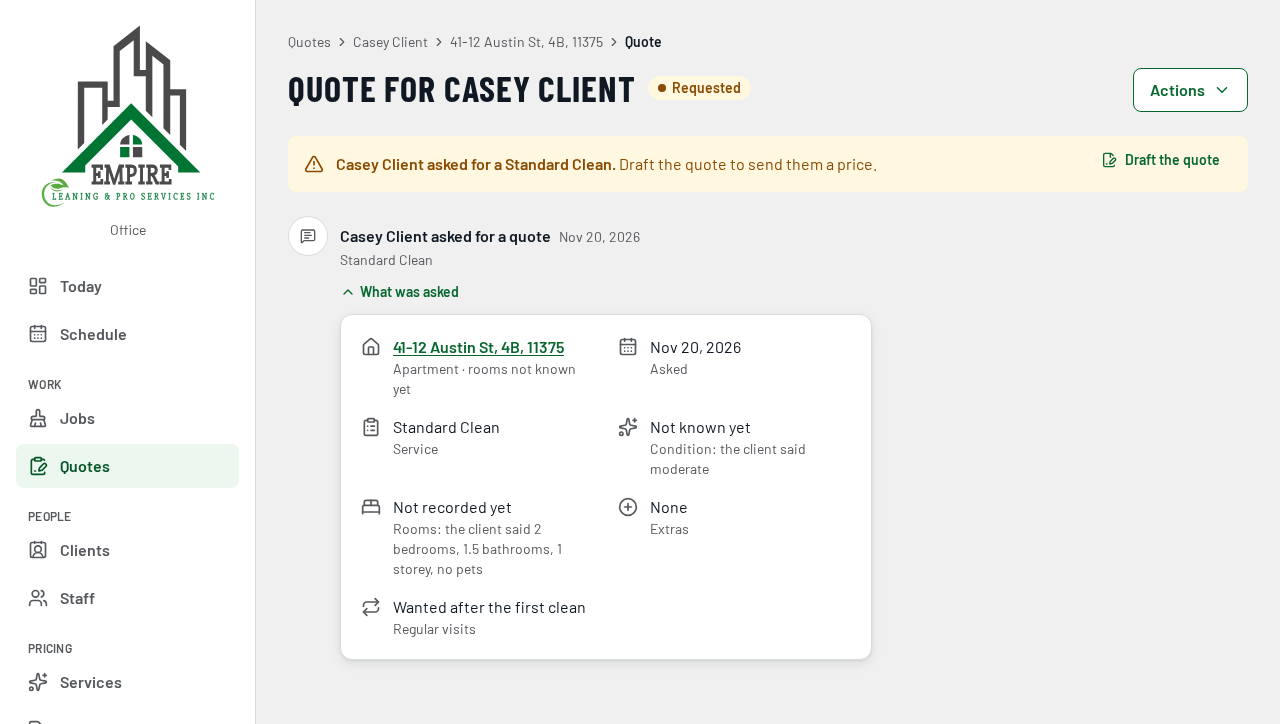 EMPIRE
LEANING & PRO SERVICES INC
Office
Today
Schedule
WORK
Jobs
Quotes
PEOPLE
Clients
Staff
PRICING
Services
Quotes > Casey Client > 41-12 Austin St, 4B, 11375 > Quote
QUOTE FOR CASEY CLIENT
Requested
Actions
Casey Client asked for a Standard Clean. Draft the quote to send them a price.
Draft the quote
Casey Client asked for a quote Nov 20, 2026
Standard Clean
What was asked
41-12 Austin St, 4B, 11375
Apartment · rooms not known
yet
Nov 20, 2026
Asked
Standard Clean
Service
Not known yet
Condition: the client said
moderate
Not recorded yet
Rooms: the client said 2
bedrooms, 1.5 bathrooms, 1
storey, no pets
None
Extras
Wanted after the first clean
Regular visits